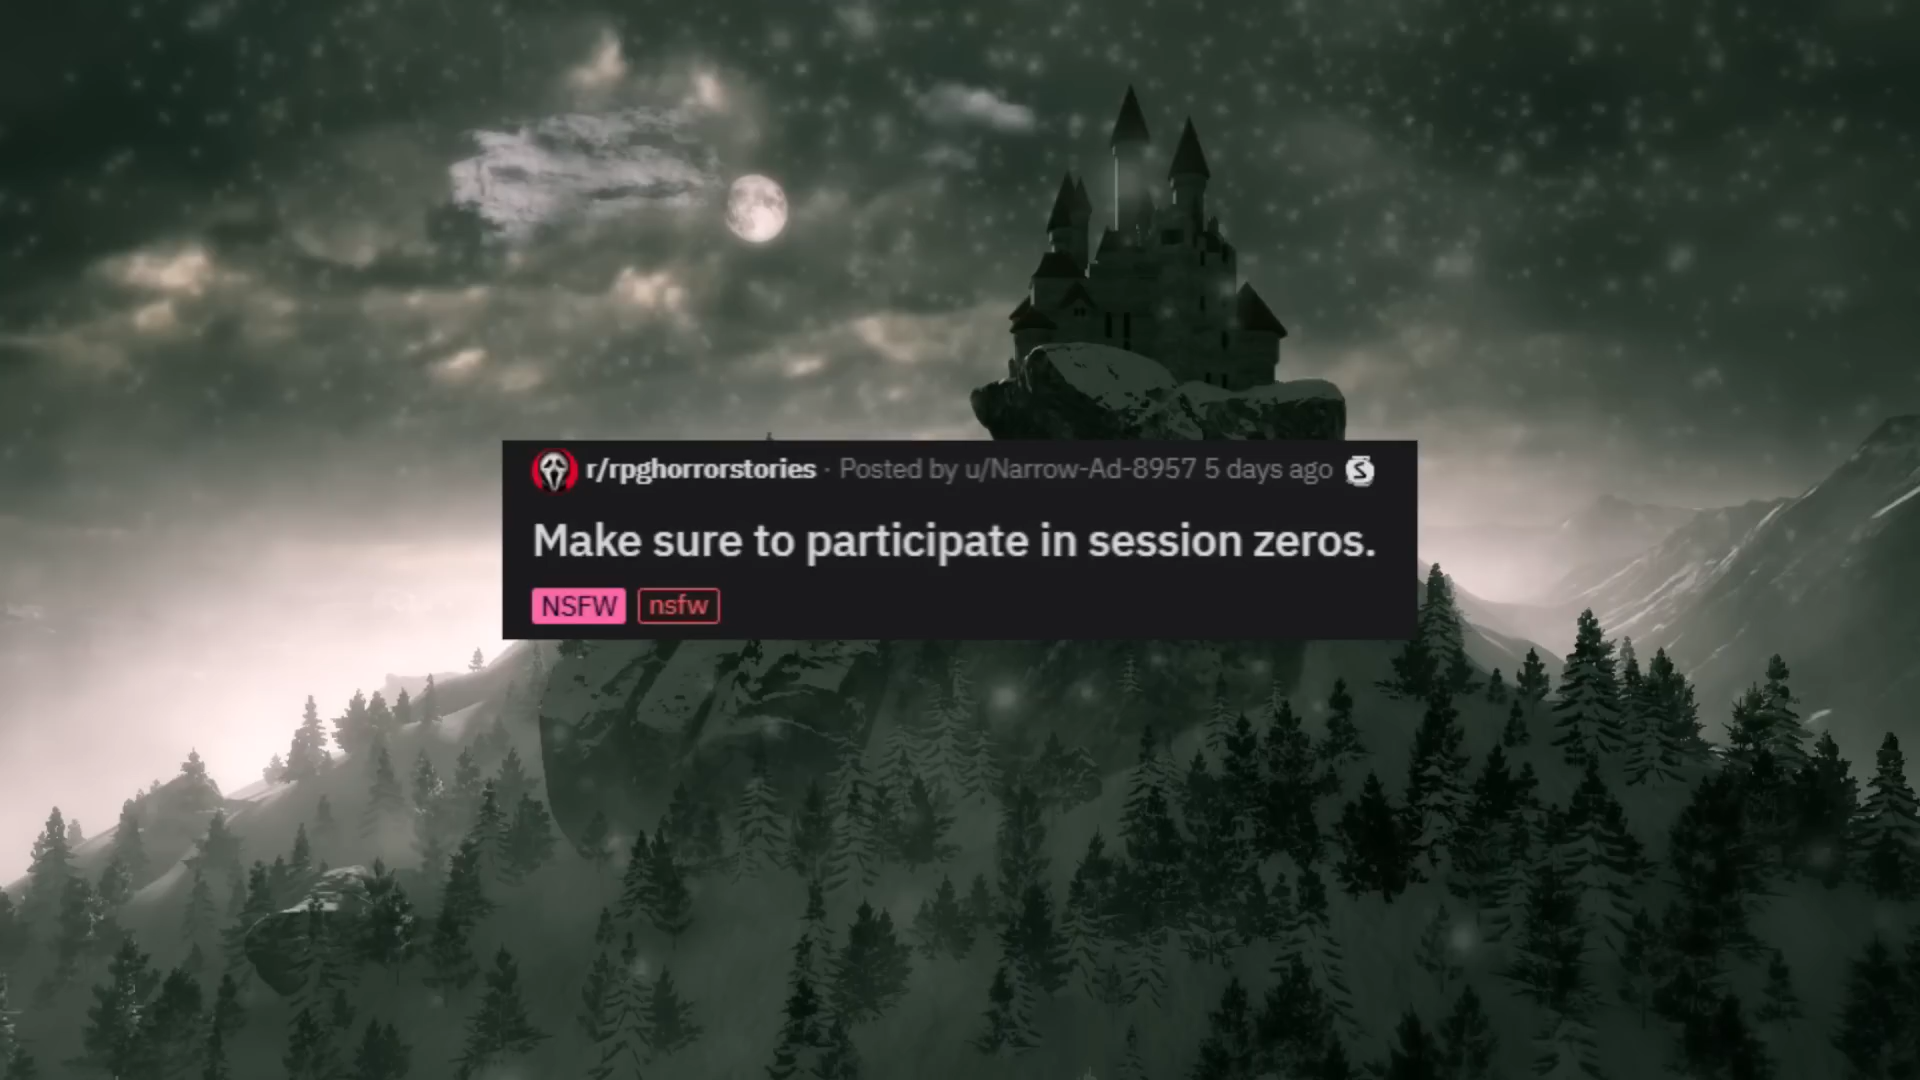 r/rpghorrorstories · Posted by u/Narrow-Ad-8957 5 days ago S
Make sure to participate in session zeros.
NSFW nsfw